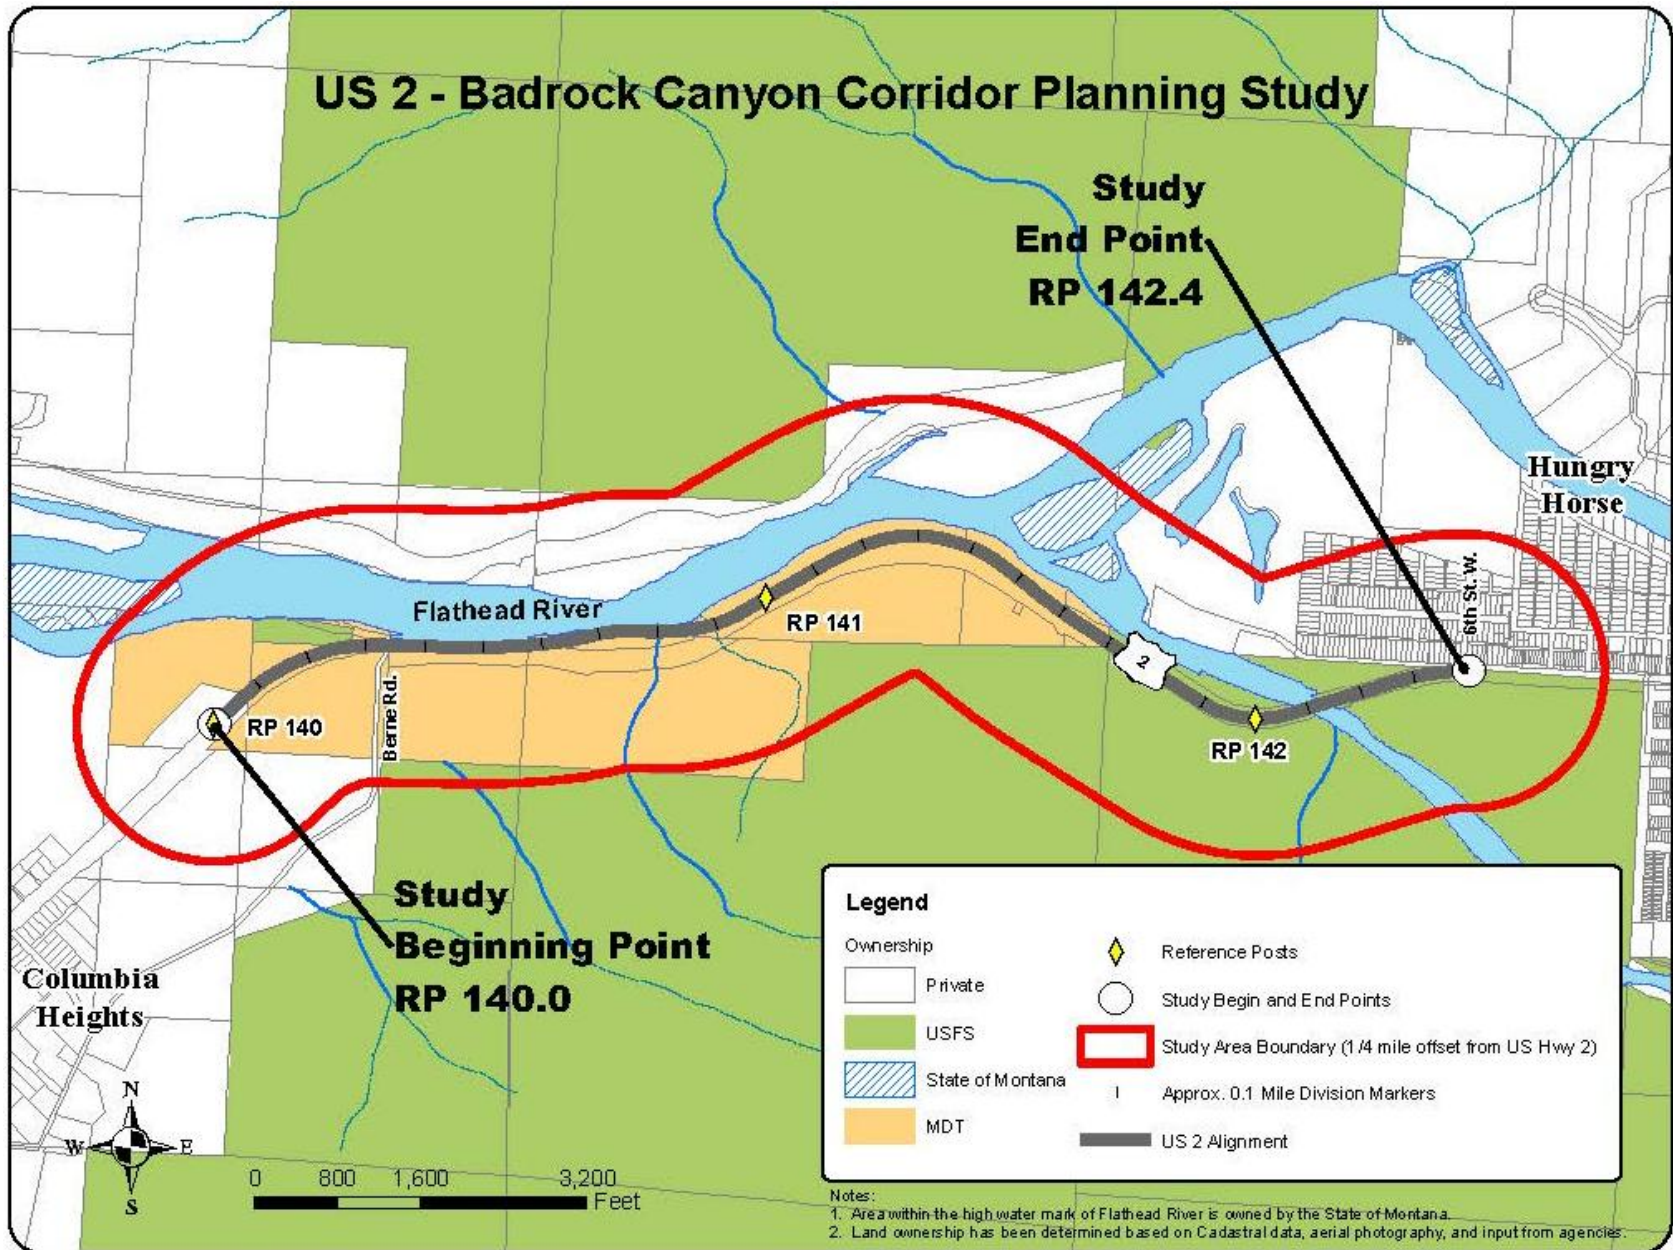 US 2 - Badrock Canyon Corridor Planning Study
Study
End Point
RP 142.4
Hungry
Horse
6th St. W.
Flathead River
RP 141
2
RP 140
Berne Rd.
RP 142
Study
Beginning Point
RP 140.0
Columbia
Heights
N
W E
S
0 800 1,600 3,200
Feet
Legend
Ownership
Private
USFS
State of Montana
MDT
Reference Posts
Study Begin and End Points
Study Area Boundary (1/4 mile offset from US Hwy 2)
Approx. 0.1 Mile Division Markers
US 2 Alignment
Notes:
1. Area within the high water mark of Flathead River is owned by the State of Montana.
2. Land ownership has been determined based on Cadastral data, aerial photography, and input from agencies.